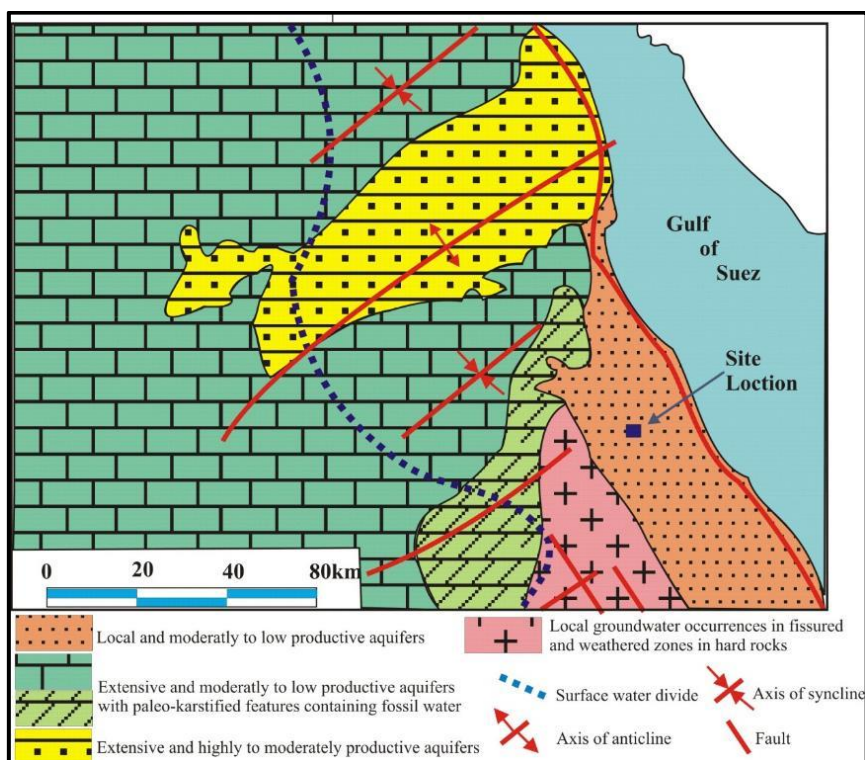 Gulf
of
Suez
Site
Loction
0 20 40 80km
Local and moderatly to low productive aquifers
Extensive and moderatly to low productive aquifers
with paleo-karstified features containing fossil water
Extensive and highly to moderately productive aquifers
Local groundwater occurrences in fissured
and weathered zones in hard rocks
Surface water divide
Axis of syncline
Axis of anticline
Fault